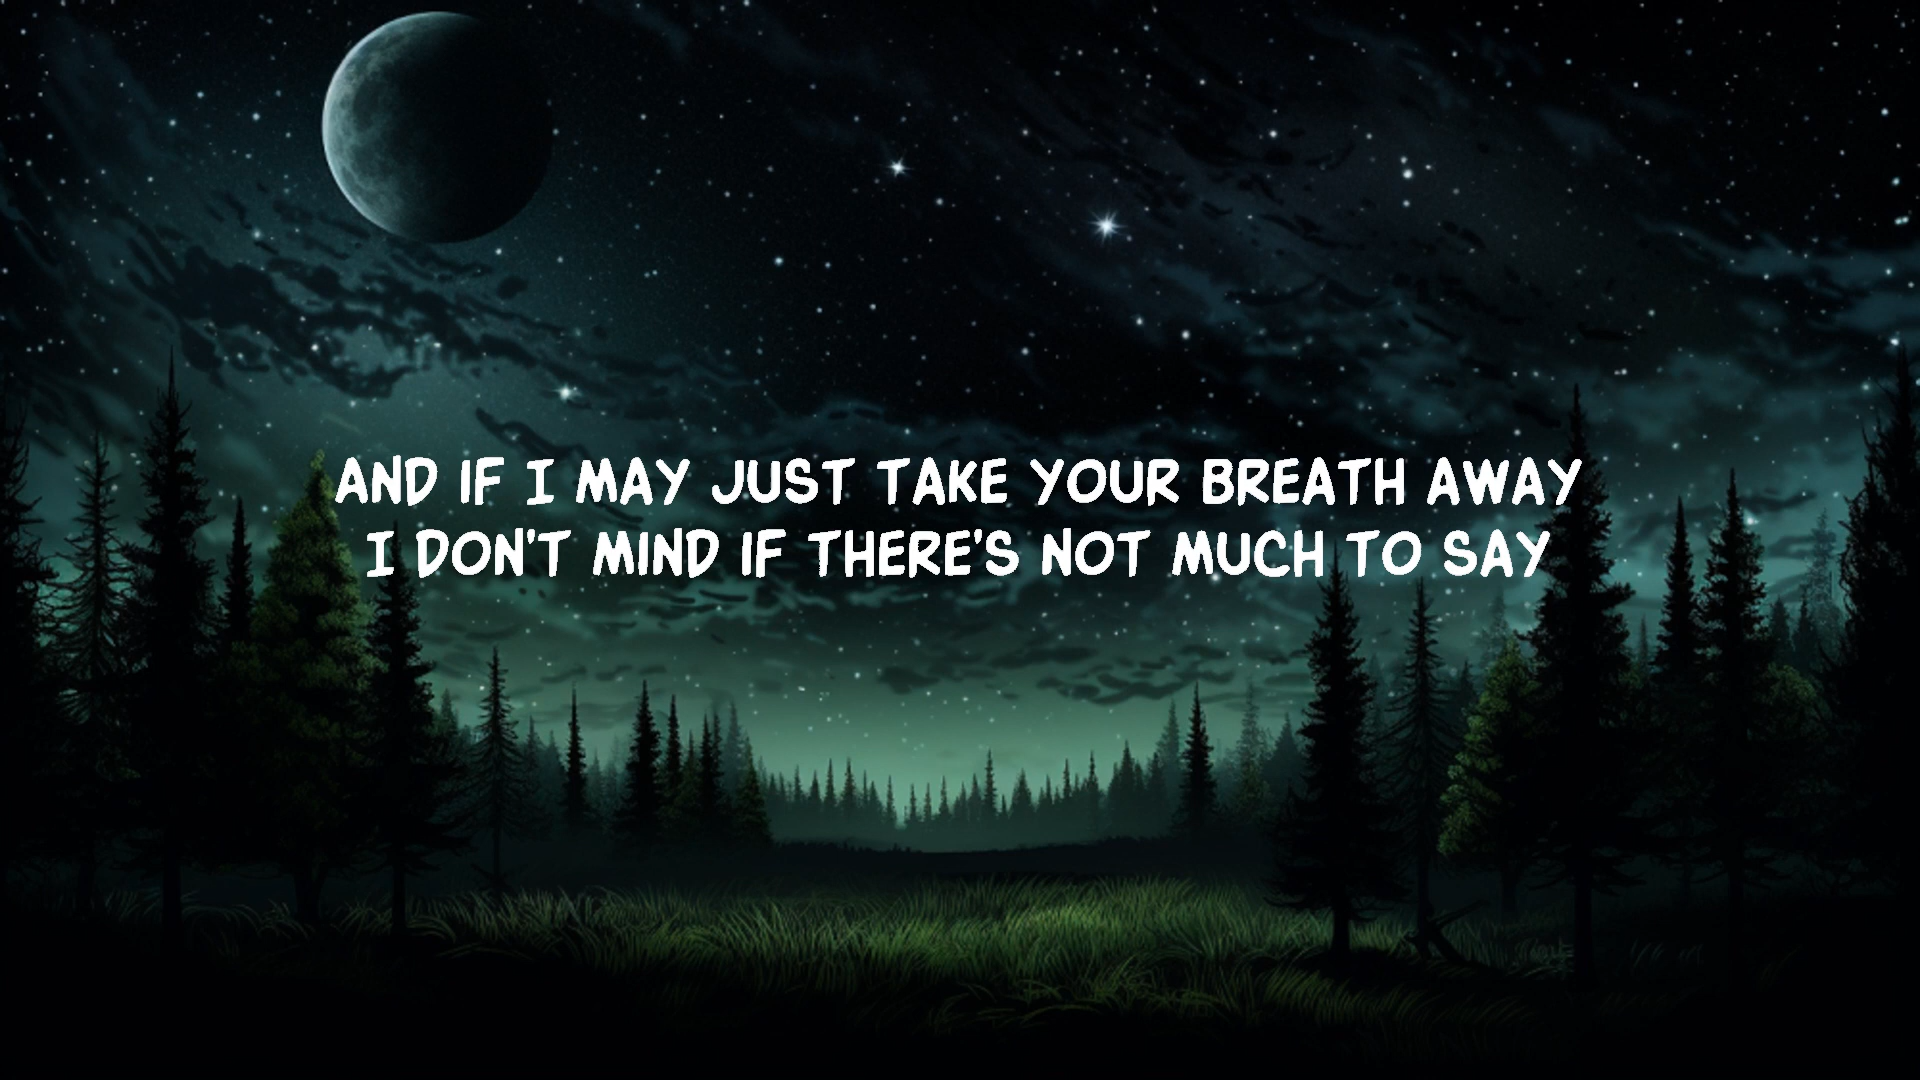 AND IF I MAY JUST TAKE YOUR BREATH AWAY
I DON'T MIND IF THERE'S NOT MUCH TO SAY